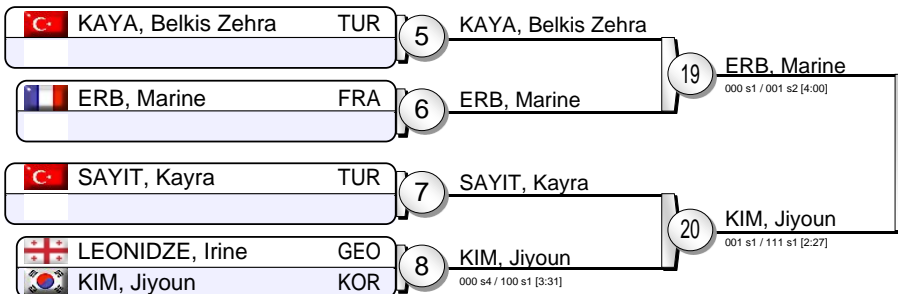 KAYA, Belkis Zehra TUR
5
KAYA, Belkis Zehra
ERB, Marine FRA
6
ERB, Marine
19
ERB, Marine
000 s1 / 001 s2 [4:00]
SAYIT, Kayra TUR
7
SAYIT, Kayra
LEONIDZE, Irine GEO
KIM, Jiyoun KOR
8
KIM, Jiyoun
000 s4 / 100 s1 [3:31]
20
KIM, Jiyoun
001 s1 / 111 s1 [2:27]